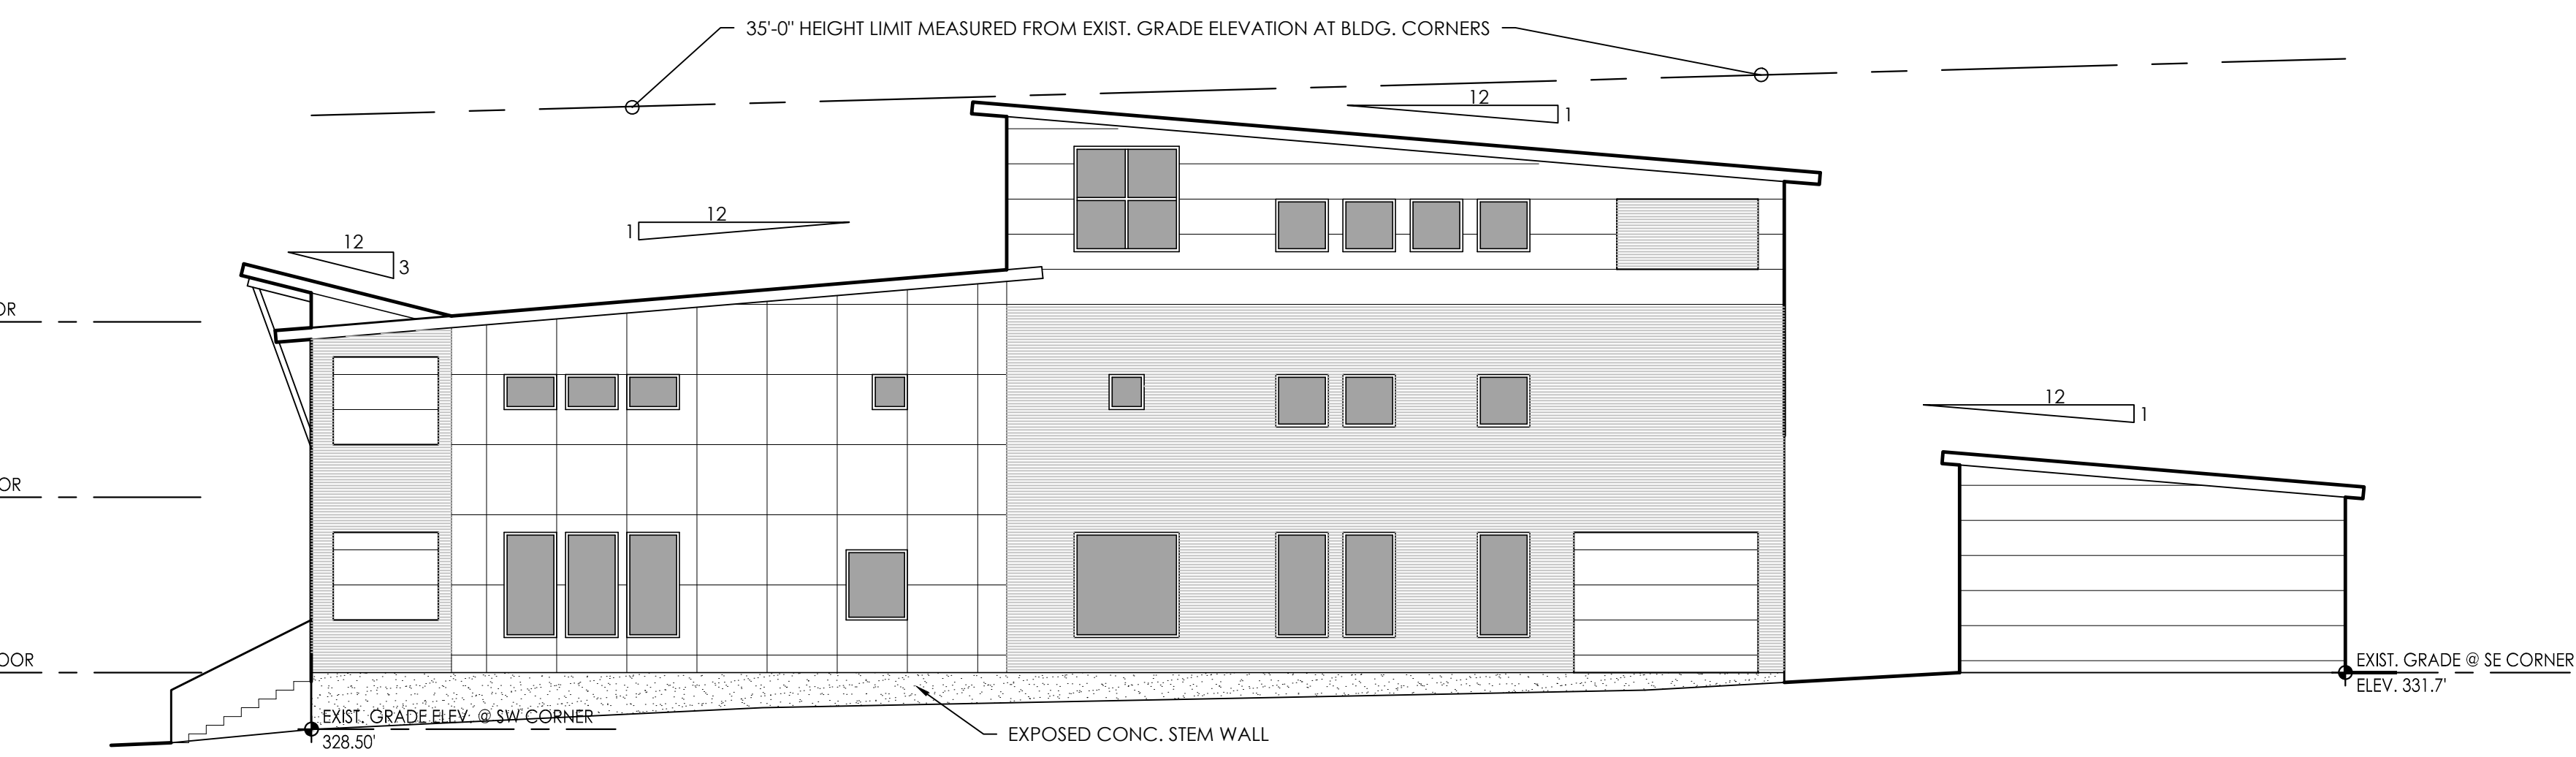 35'-0" HEIGHT LIMIT MEASURED FROM EXIST. GRADE ELEVATION AT BLDG. CORNERS
12
1
12
1
12
3
OR
12
1
OR
OOR
EXIST. GRADE @ SE CORNER
ELEV. 331.7'
EXIST. GRADE ELEV. @ SW CORNER
328.50'
EXPOSED CONC. STEM WALL